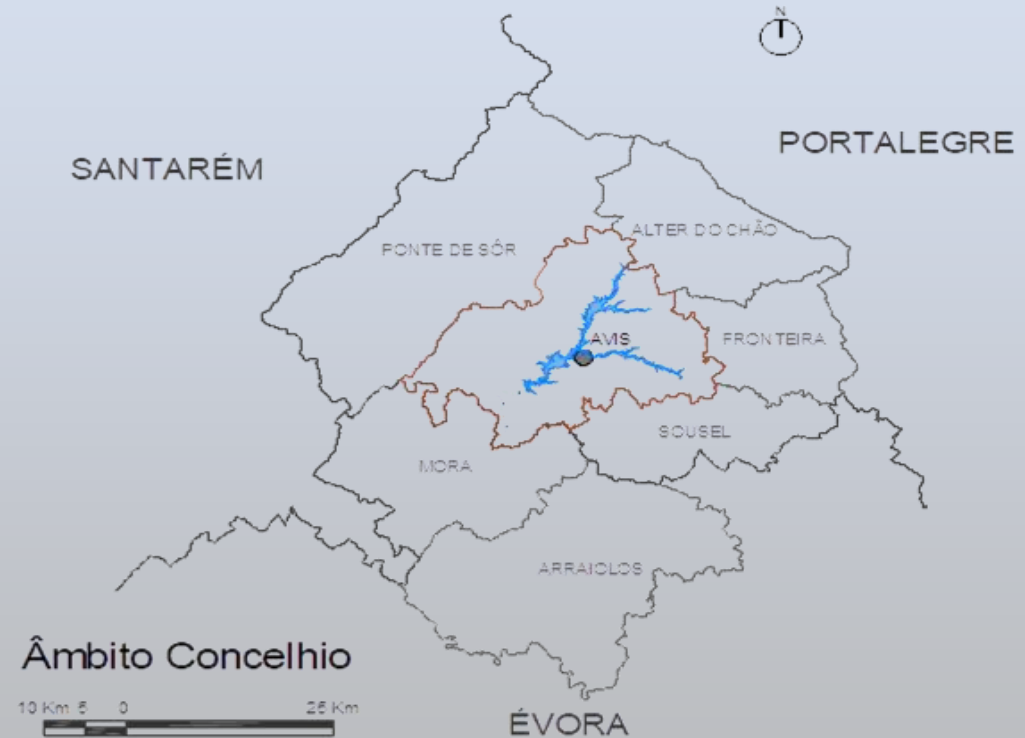 N
PORTALEGRE
SANTARÉM
ALTER DO CHÃO
PONTE DE SÔR
AVIS
FRONTEIRA
SOUSEL
MORA
ARRAIOLOS
Âmbito Concelhio
10 Km 5 0 25 Km
ÉVORA